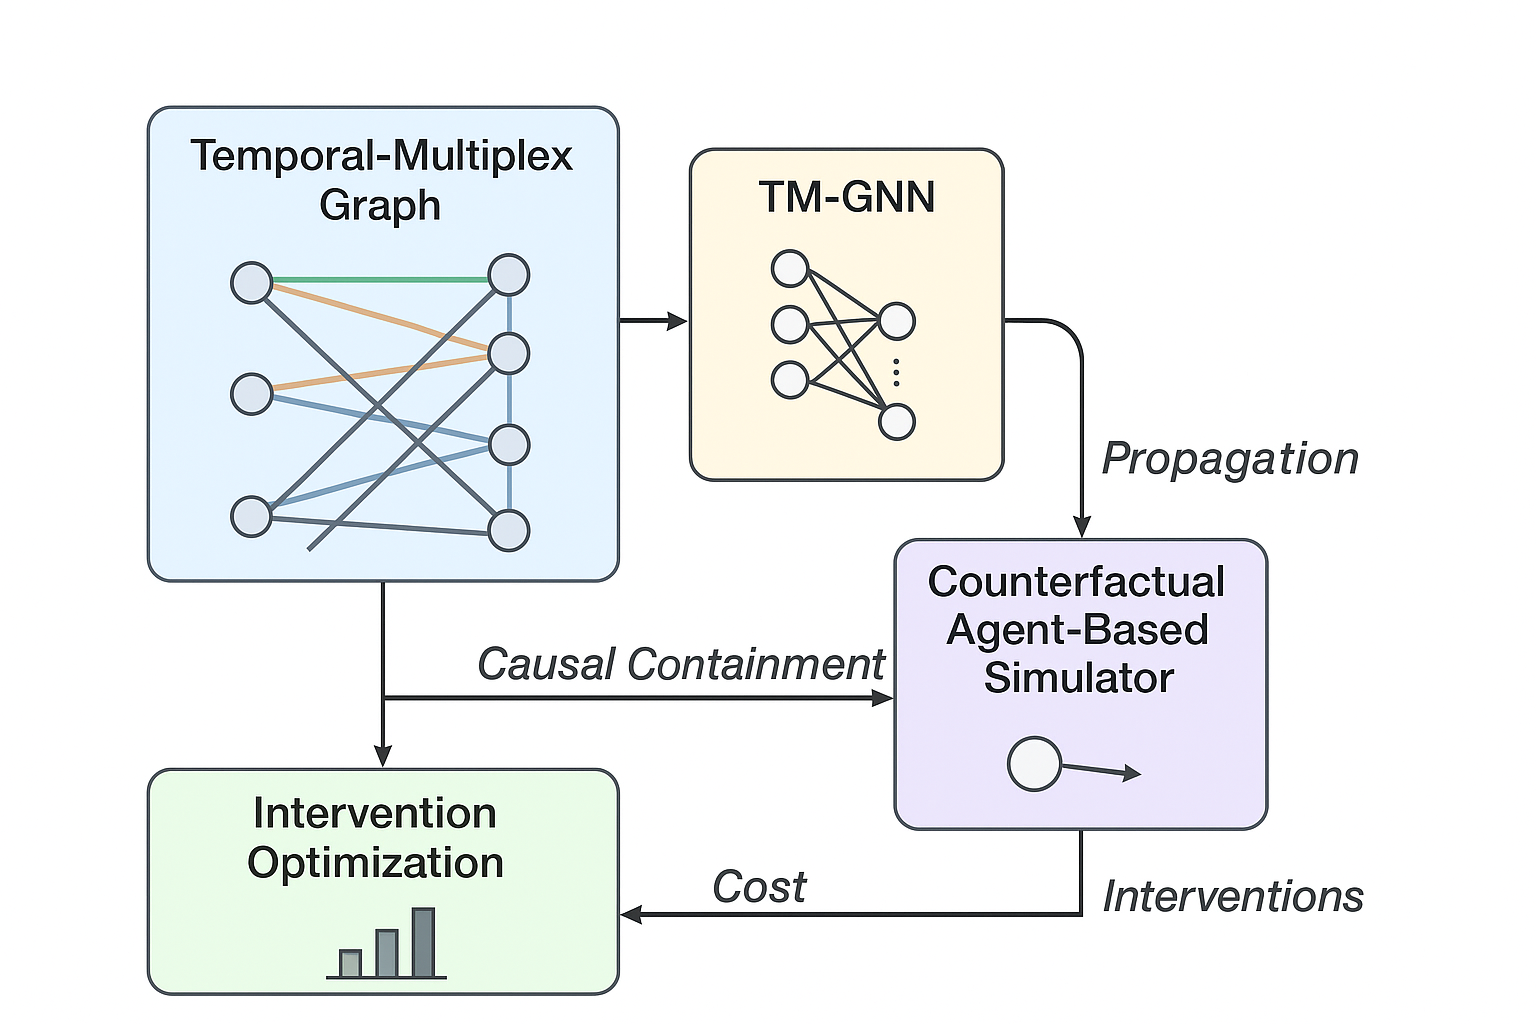 Temporal-Multiplex
Graph
TM-GNN
Propagation
Counterfactual
Agent-Based
Simulator
Causal Containment
Intervention
Optimization
Cost
Interventions